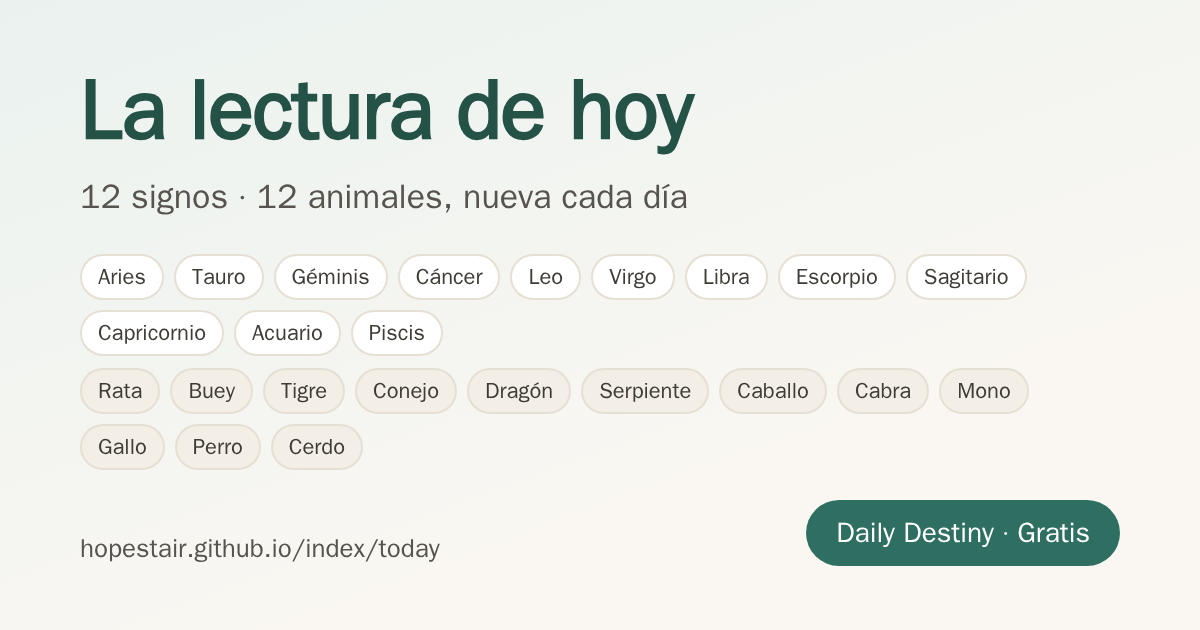 La lectura de hoy
12 signos · 12 animales, nueva cada día
Aries Tauro Géminis Cáncer Leo Virgo Libra Escorpio Sagitario
Capricornio Acuario Piscis
Rata Buey Tigre Conejo Dragón Serpiente Caballo Cabra Mono
Gallo Perro Cerdo
hopestair.github.io/index/today
Daily Destiny · Gratis